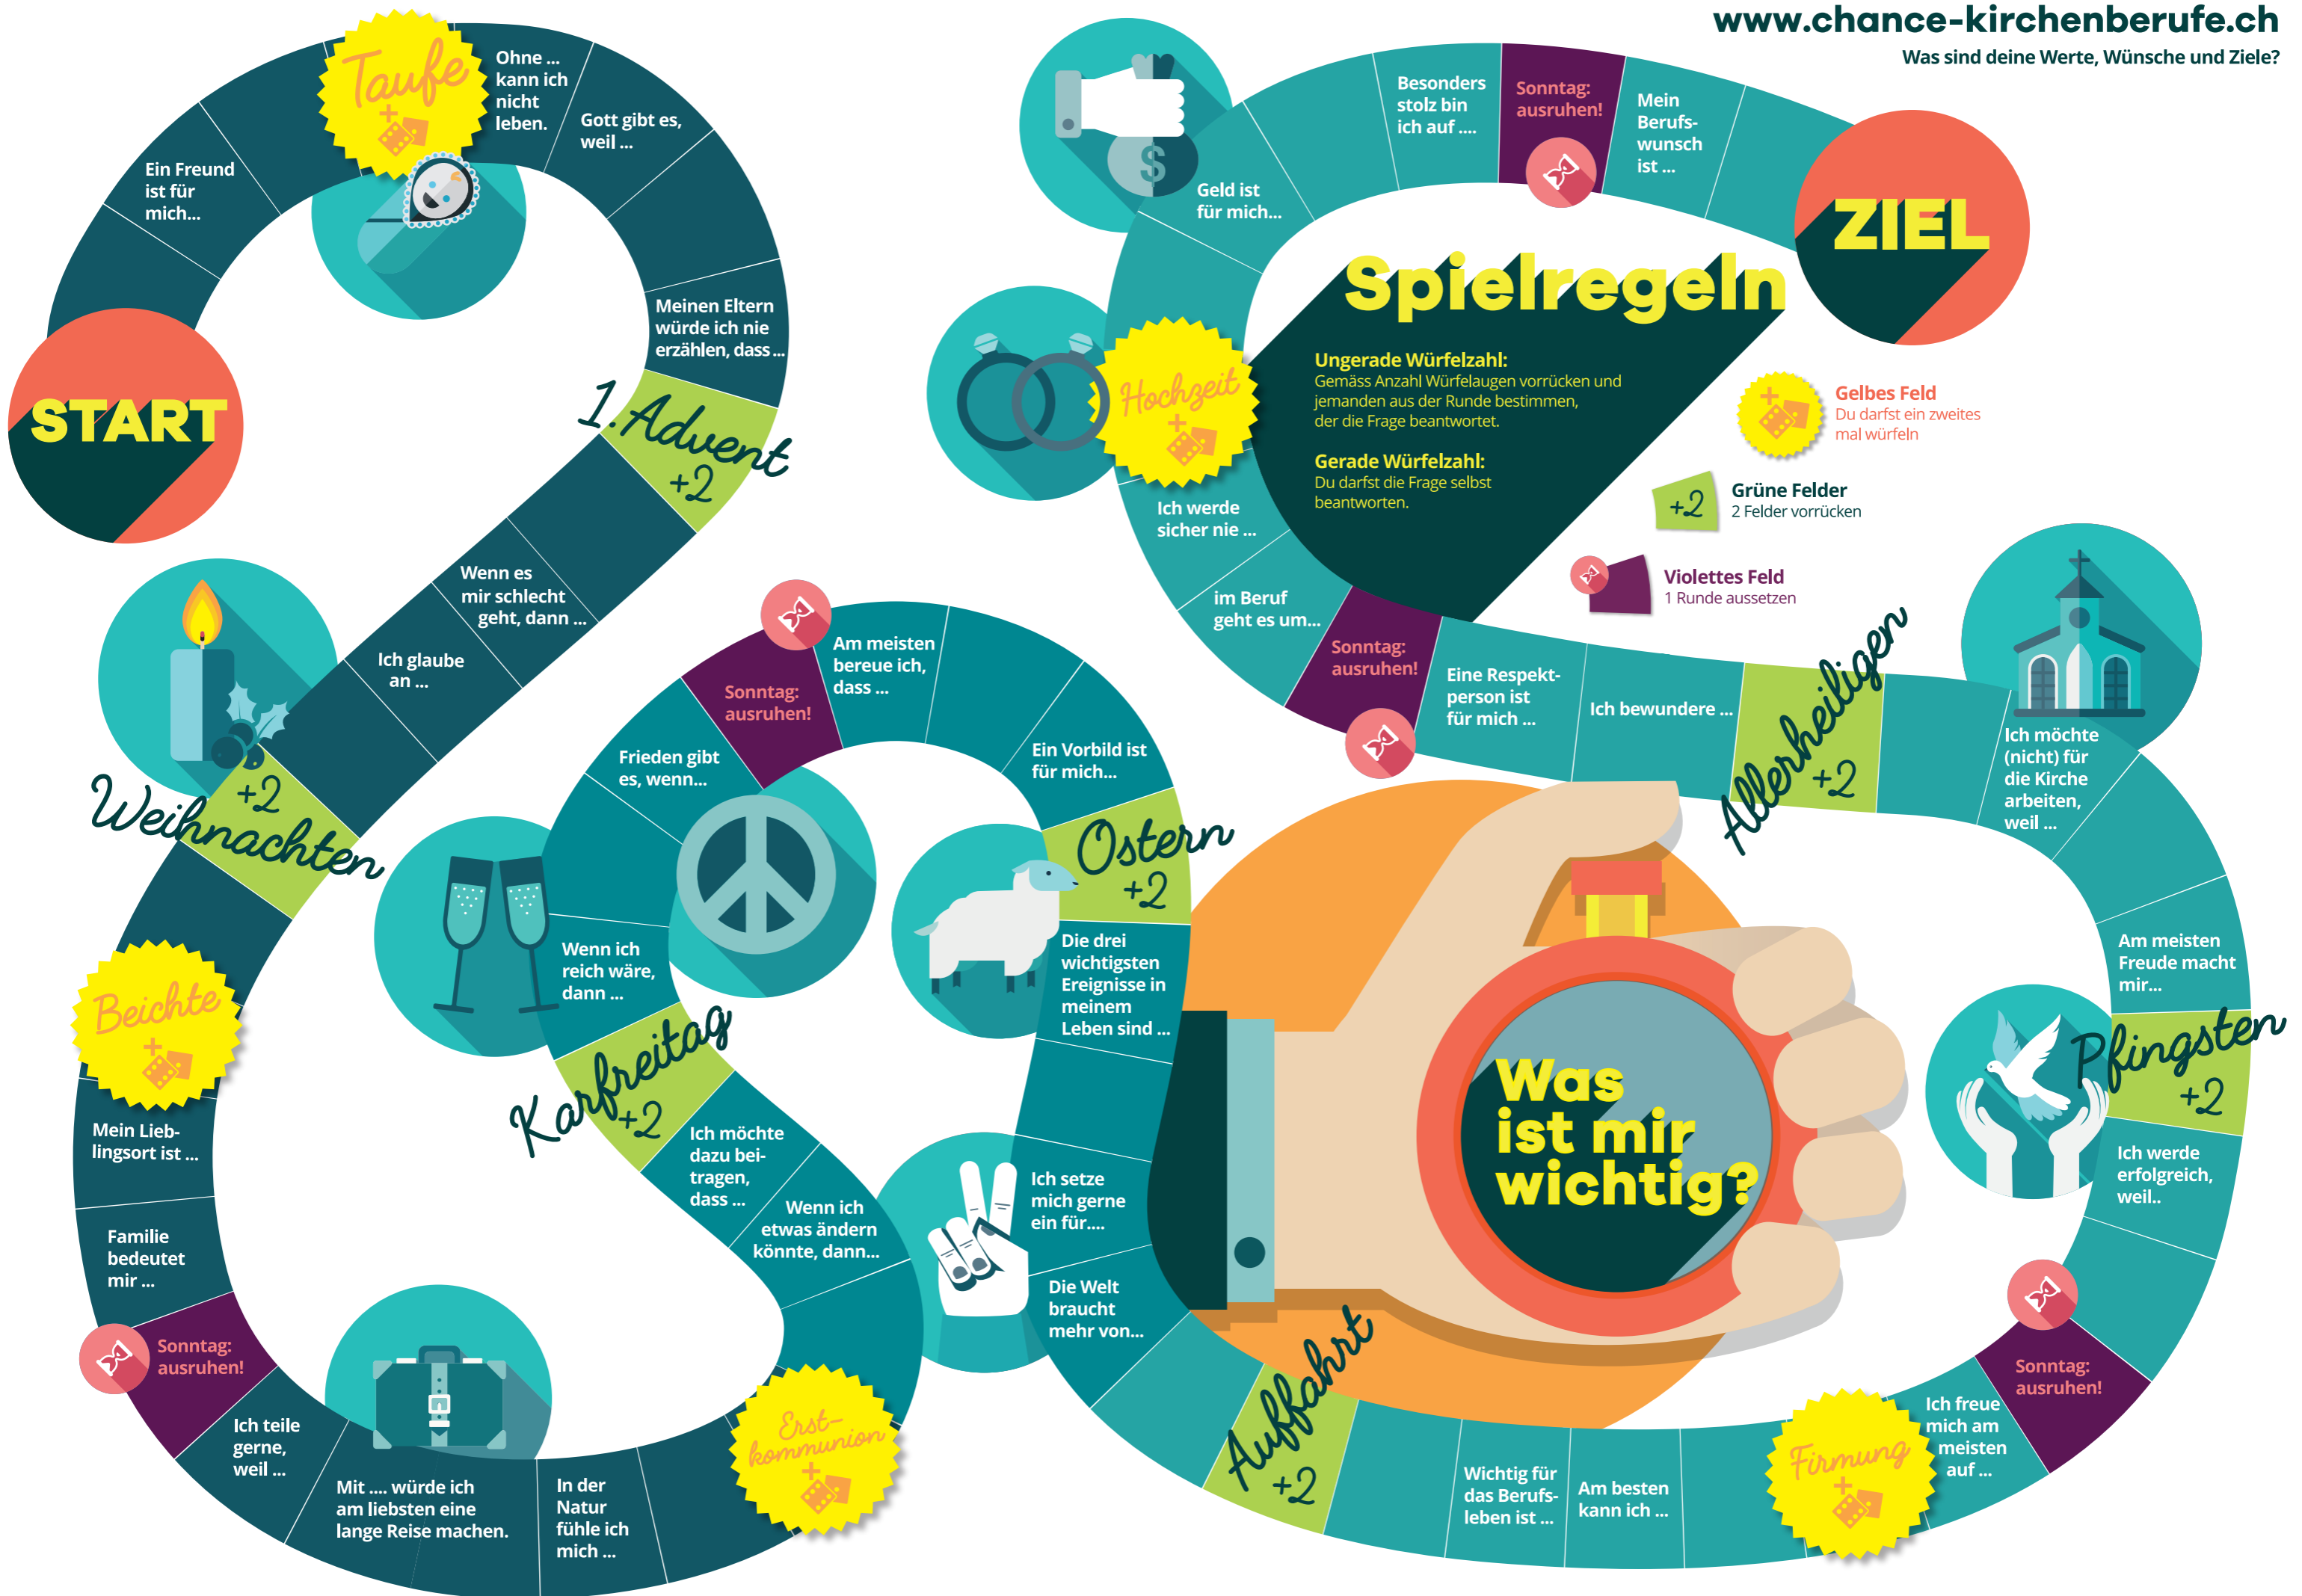 www.chance-kirchenberufe.ch
Was sind deine Werte, Wünsche und Ziele?
START
Ein Freund
ist für
mich...
Taufe
+
Ohne ...
kann ich
nicht
leben.
Gott gibt es,
weil ...
Meinen Eltern
würde ich nie
erzählen, dass ...
1. Advent
+2
Wenn es
mir schlecht
geht, dann ...
Ich glaube
an ...
+2
Weihnachten
Beichte
+
Mein Lieb-
lingsort ist ...
Familie
bedeutet
mir ...
Sonntag:
ausruhen!
Ich teile
gerne,
weil ...
Mit .... würde ich
am liebsten eine
lange Reise machen.
In der
Natur
fühle ich
mich ...
Erst-
kommunion
+
Wenn ich
etwas ändern
könnte, dann...
Ich möchte
dazu bei-
tragen,
dass ...
Karfreitag
+2
Wenn ich
reich wäre,
dann ...
Frieden gibt
es, wenn...
Sonntag:
ausruhen!
Am meisten
bereue ich,
dass ...
Ein Vorbild ist
für mich...
Ostern
+2
Die drei
wichtigsten
Ereignisse in
meinem
Leben sind ...
Ich setze
mich gerne
ein für....
Die Welt
braucht
mehr von...
Auffahrt
+2
Wichtig für
das Berufs-
leben ist ...
Am besten
kann ich ...
Firmung
+
Ich freue
mich am
meisten
auf ...
Sonntag:
ausruhen!
Ich werde
erfolgreich,
weil..
Pfingsten
+2
Am meisten
Freude macht
mir...
Ich möchte
(nicht) für
die Kirche
arbeiten,
weil ...
Allerheiligen
+2
Ich bewundere ...
Eine Respekt-
person ist
für mich ...
Sonntag:
ausruhen!
im Beruf
geht es um...
Ich werde
sicher nie ...
Hochzeit
+
Geld ist
für mich...
$
Besonders
stolz bin
ich auf ....
Sonntag:
ausruhen!
Mein
Berufs-
wunsch
ist ...
ZIEL
Spielregeln
Ungerade Würfelzahl:
Gemäss Anzahl Würfelaugen vorrücken und
jemanden aus der Runde bestimmen,
der die Frage beantwortet.
Gerade Würfelzahl:
Du darfst die Frage selbst
beantworten.
+
Gelbes Feld
Du darfst ein zweites
mal würfeln
+2
Grüne Felder
2 Felder vorrücken
Violettes Feld
1 Runde aussetzen
Was
ist mir
wichtig?